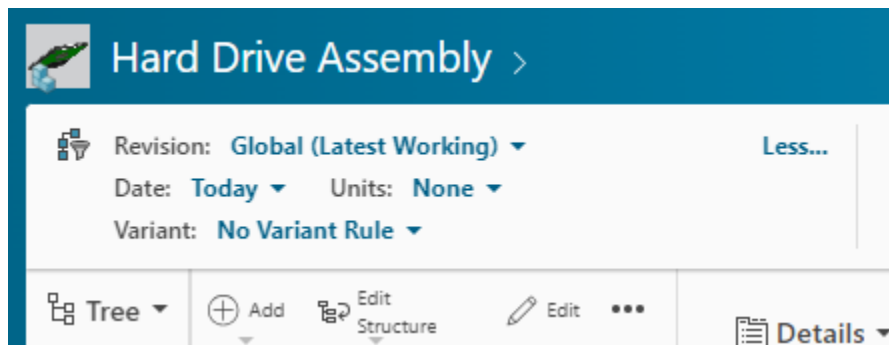 Hard Drive Assembly >
Revision: Global (Latest Working) Less...
Date: Today Units: None
Variant: No Variant Rule
Tree Add Edit Structure Edit ••• Details